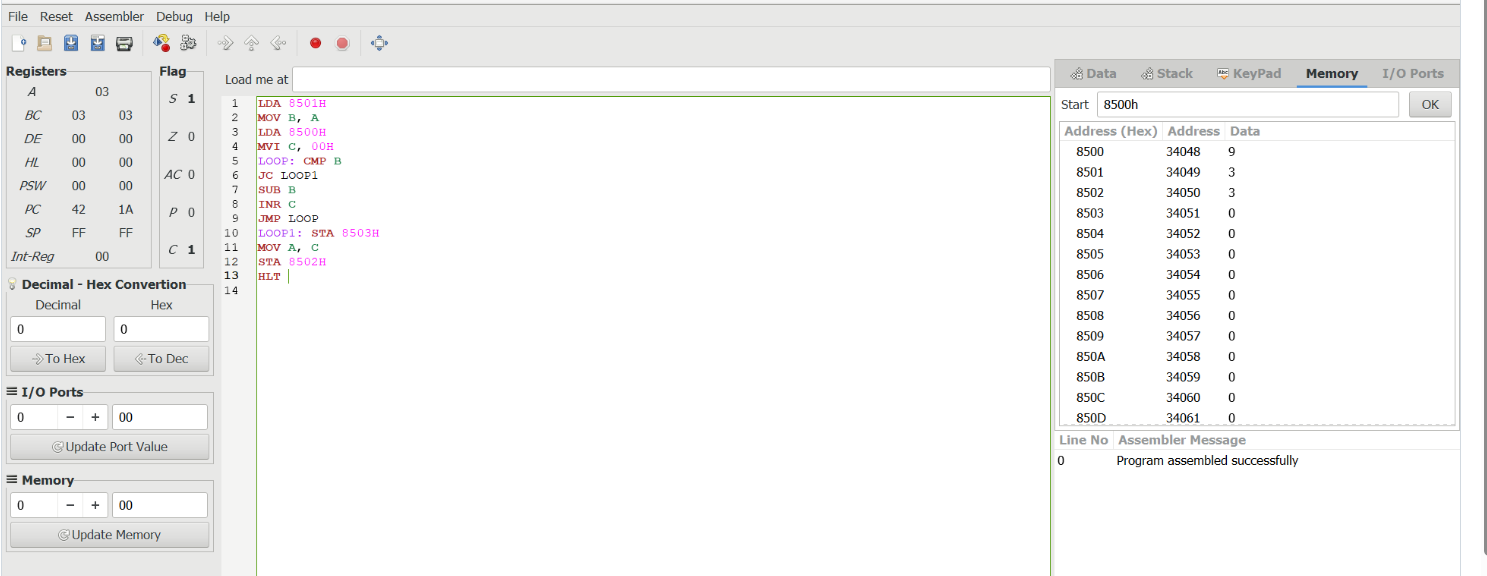 File Reset Assembler Debug Help
Registers
A 03
BC 03 03
DE 00 00
HL 00 00
PSW 00 00
PC 42 1A
SP FF FF
Int-Reg 00
Flag
S 1
Z 0
AC 0
P 0
C 1
Decimal - Hex Convertion
Decimal Hex
0 0
To Hex To Dec
I/O Ports
0 - + 00
Update Port Value
Memory
0 - + 00
Update Memory
Load me at
1 LDA 8501H
2 MOV B, A
3 LDA 8500H
4 MVI C, 00H
5 LOOP: CMP B
6 JC LOOP1
7 SUB B
8 INR C
9 JMP LOOP
10 LOOP1: STA 8503H
11 MOV A, C
12 STA 8502H
13 HLT
14
Data Stack KeyPad Memory I/O Ports
Start 8500h OK
Address (Hex) Address Data
8500 34048 9
8501 34049 3
8502 34050 3
8503 34051 0
8504 34052 0
8505 34053 0
8506 34054 0
8507 34055 0
8508 34056 0
8509 34057 0
850A 34058 0
850B 34059 0
850C 34060 0
850D 34061 0
Line No Assembler Message
0 Program assembled successfully